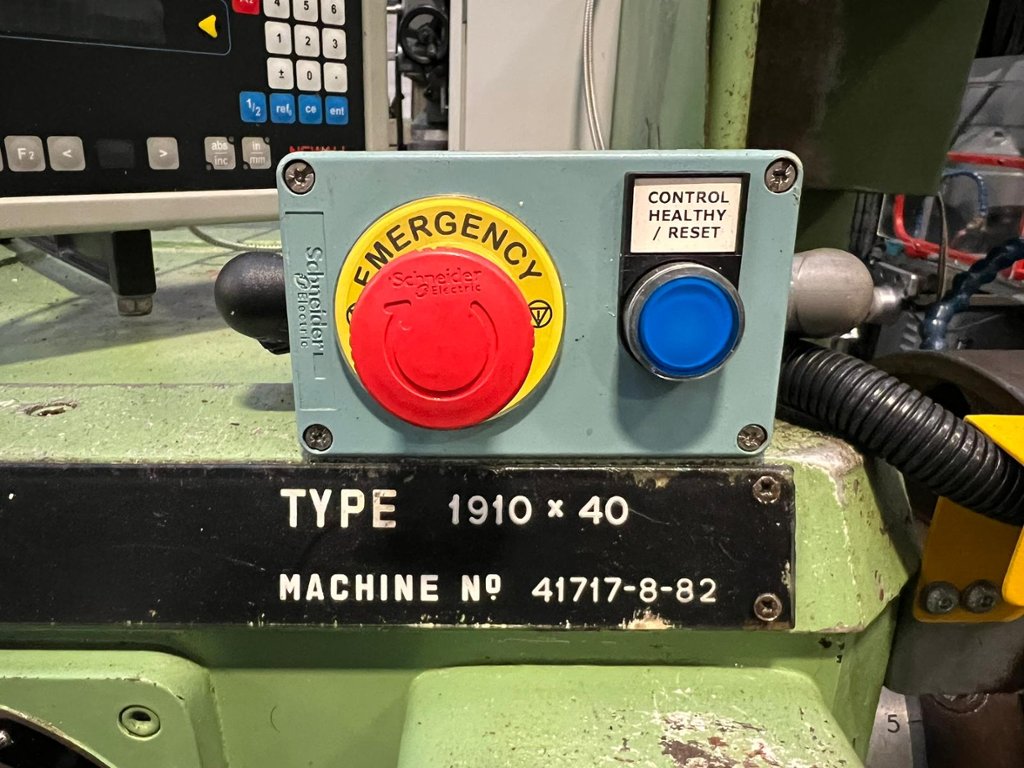 4 5 6
1 2 3
± 0 .
1/2 ref ce ent
F2 < > abs/inc in/mm
Schneider
Electric
EMERGENCY
Schneider
Electric
CONTROL
HEALTHY
/ RESET
TYPE 1910 × 40
MACHINE Nº 41717-8-82
5